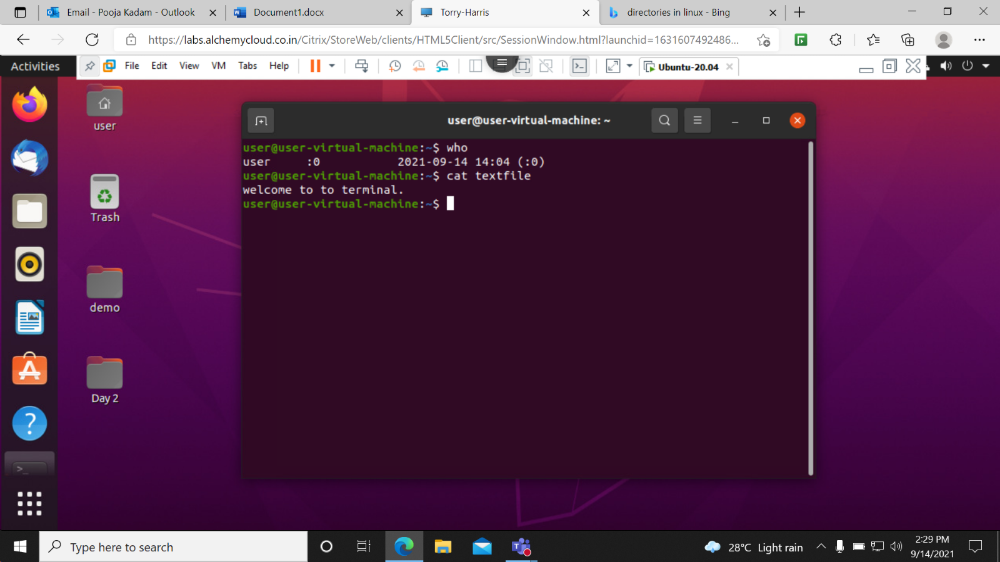 Email - Pooja Kadam - Outlook
Document1.docx
Torry-Harris
directories in linux - Bing
https://labs.alchemycloud.co.in/Citrix/StoreWeb/clients/HTML5Client/src/SessionWindow.html?launchid=1631607492486...
Activities
File Edit View VM Tabs Help
Ubuntu-20.04
user
Trash
demo
Day 2
user@user-virtual-machine: ~
user@user-virtual-machine:~$ who
user :0 2021-09-14 14:04 (:0)
user@user-virtual-machine:~$ cat textfile
welcome to to terminal.
user@user-virtual-machine:~$
Type here to search
28°C Light rain
2:29 PM
9/14/2021